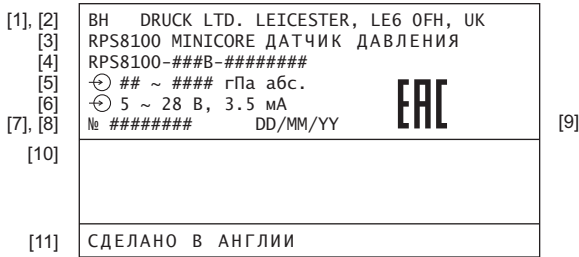 [1], [2] BH DRUCK LTD. LEICESTER, LE6 0FH, UK
[3] RPS8100 MINICORE ДАТЧИК ДАВЛЕНИЯ
[4] RPS8100-###B-########
[5] ## ~ #### гПа абс.
[6] 5 ~ 28 В, 3.5 мА
EAC
[7], [8] № ######## DD/MM/YY
[9]
[10]
[11] СДЕЛАНО В АНГЛИИ